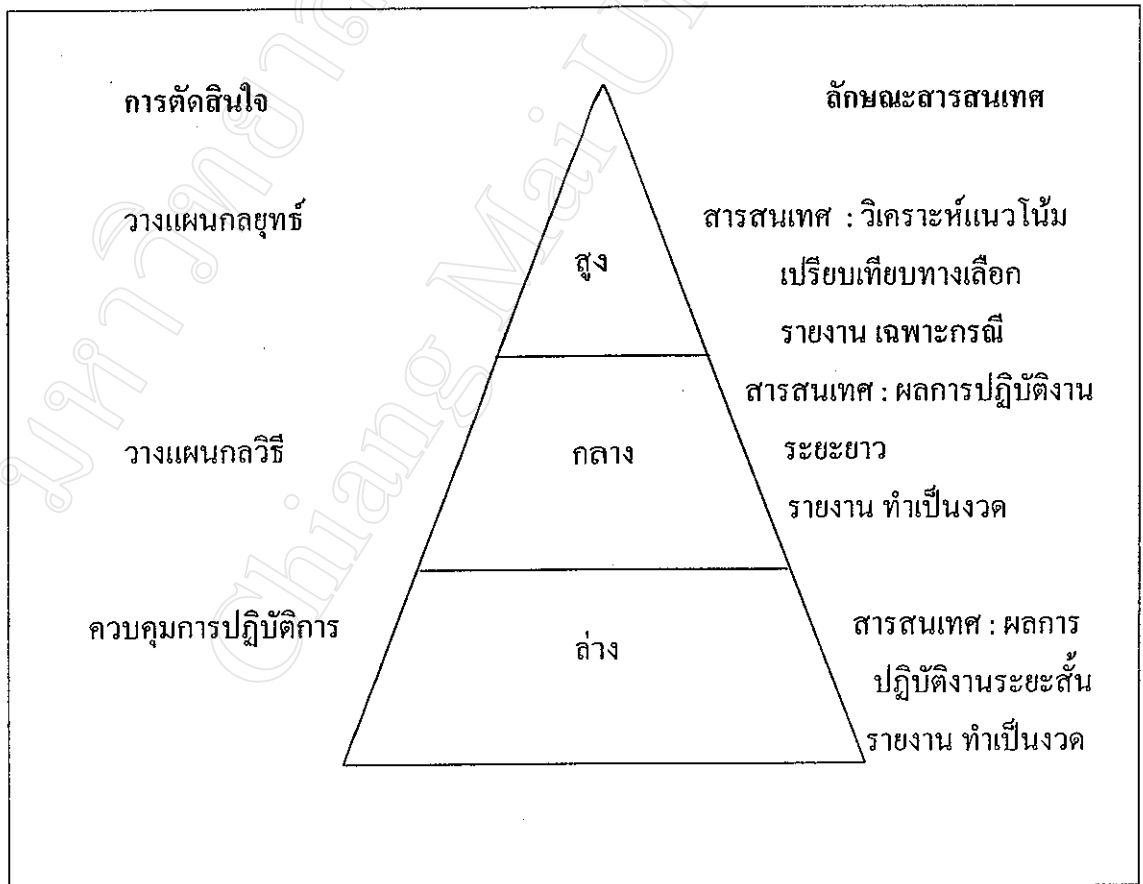 การตัดสินใจ
ลักษณะสารสนเทศ
วางแผนกลยุทธ์
สูง
สารสนเทศ : วิเคราะห์แนวโน้ม
เปรียบเทียบทางเลือก
รายงาน เฉพาะกรณี
วางแผนกลวิธี
กลาง
สารสนเทศ : ผลการปฏิบัติงาน
ระยะยาว
รายงาน ทำเป็นงวด
ควบคุมการปฏิบัติการ
ล่าง
สารสนเทศ : ผลการ
ปฏิบัติงานระยะสั้น
รายงาน ทำเป็นงวด
Chiang Mai U